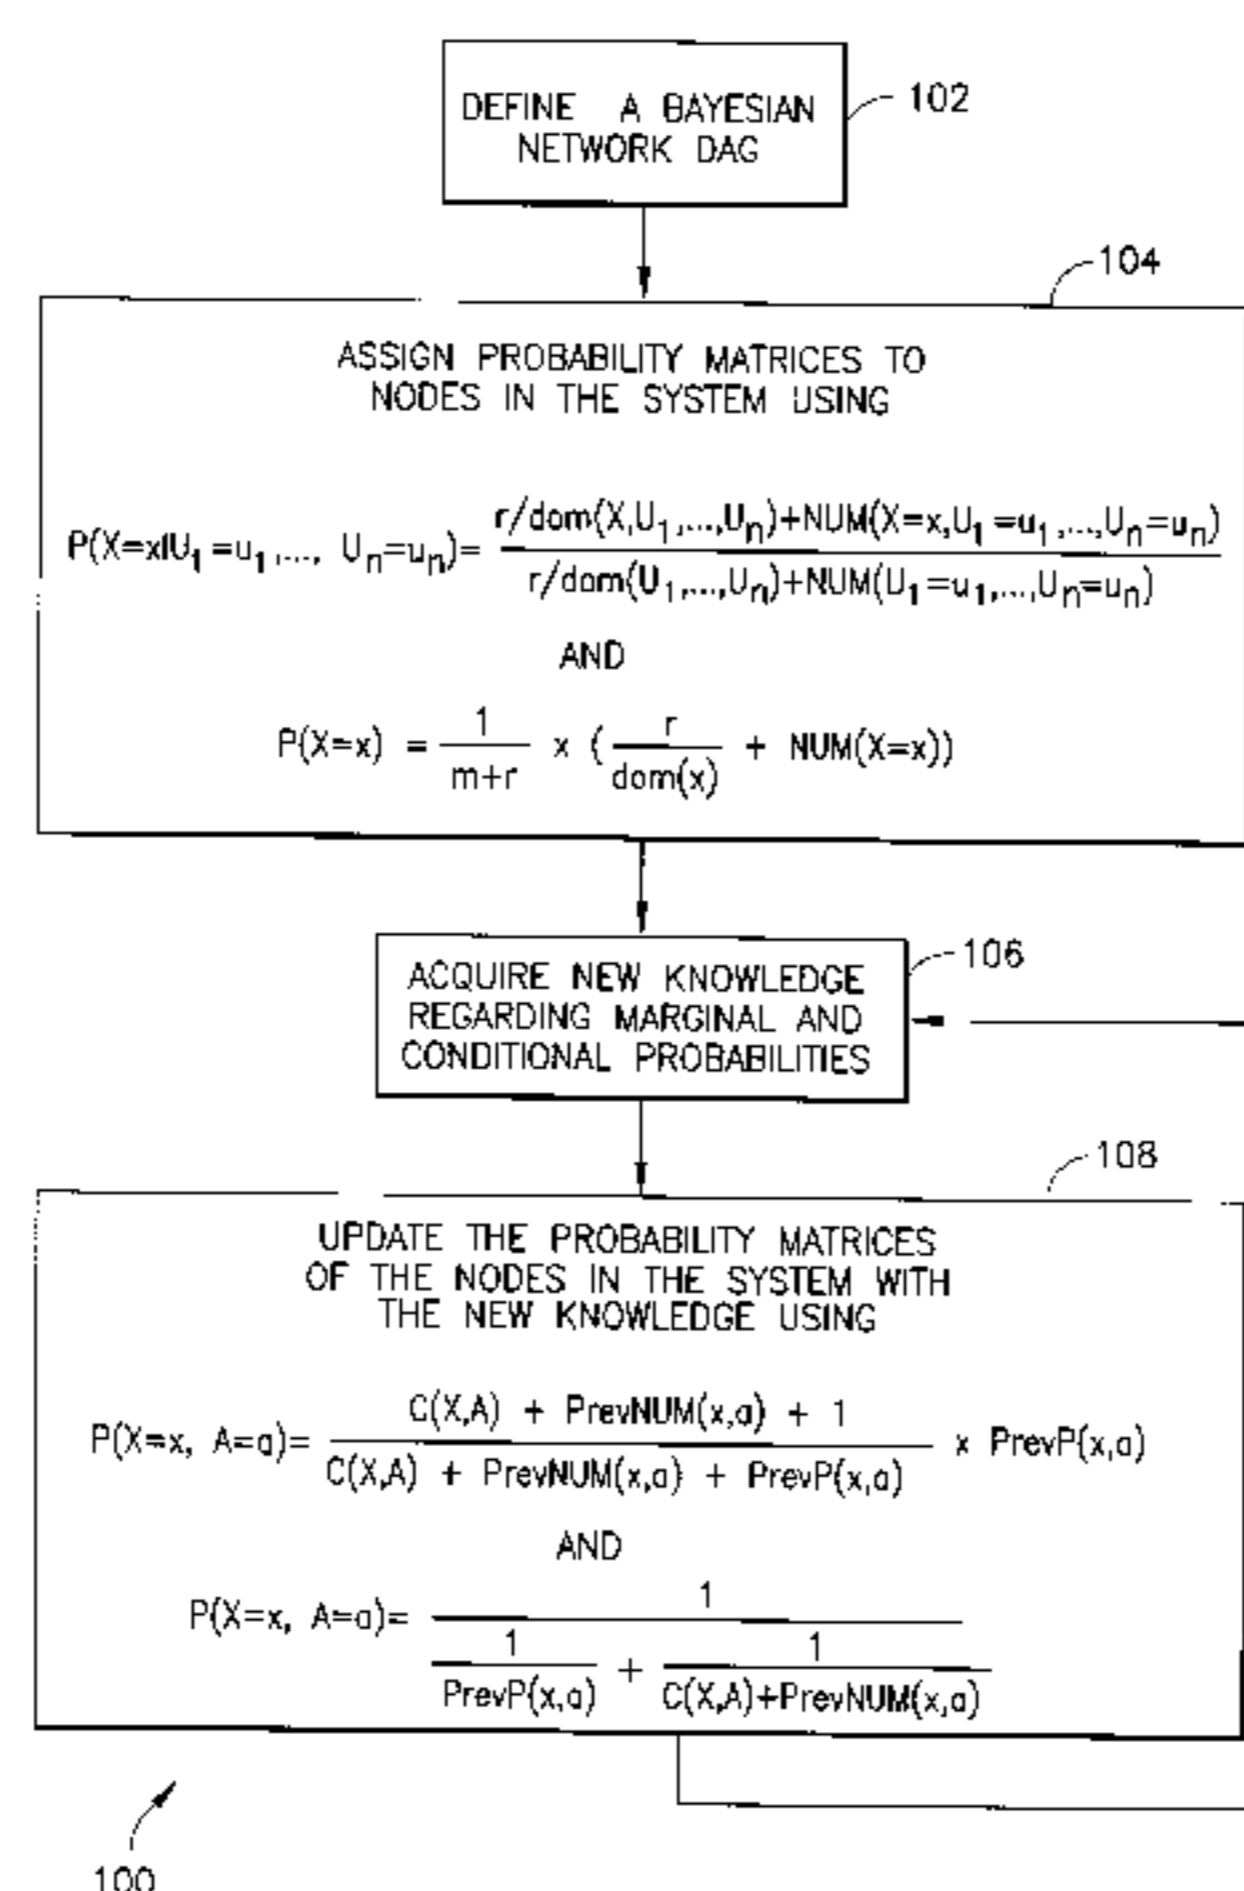 DEFINE A BAYESIAN
NETWORK DAG
102
104
ASSIGN PROBABILITY MATRICES TO
NODES IN THE SYSTEM USING
P(X=x|U₁=u₁,..., Uₙ=uₙ)= r/dom(X,U₁,...,Uₙ)+NUM(X=x,U₁=u₁,...,Uₙ=uₙ)
r/dom(U₁,...,Uₙ)+NUM(U₁=u₁,...,Uₙ=uₙ)
AND
P(X=x) = 1 x ( r + NUM(X=x))
m+r dom(x)
106
ACQUIRE NEW KNOWLEDGE
REGARDING MARGINAL AND
CONDITIONAL PROBABILITIES
108
UPDATE THE PROBABILITY MATRICES
OF THE NODES IN THE SYSTEM WITH
THE NEW KNOWLEDGE USING
P(X=x, A=a)= C(X,A) + PrevNUM(x,a) + 1 x PrevP(x,a)
C(X,A) + PrevNUM(x,a) + PrevP(x,a)
AND
P(X=x, A=a)= 1
1 + 1
PrevP(x,a) C(X,A)+PrevNUM(x,a)
100